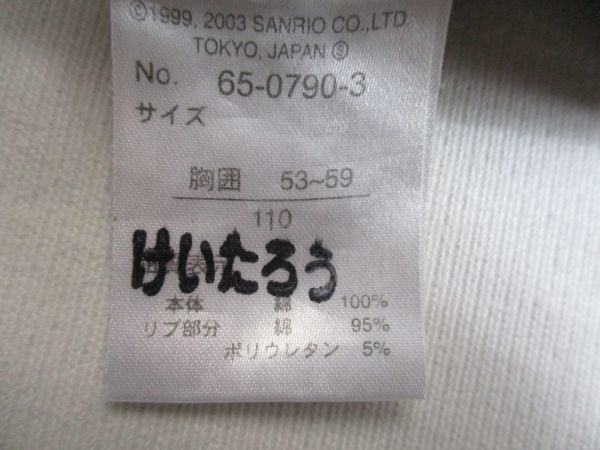 ©1999, 2003 SANRIO CO.,LTD.
TOKYO, JAPAN Ⓢ
No. 65-0790-3
サイズ
胸囲 53~59
110
けいたろう
本体 綿 100%
リブ部分 綿 95%
ポリウレタン 5%